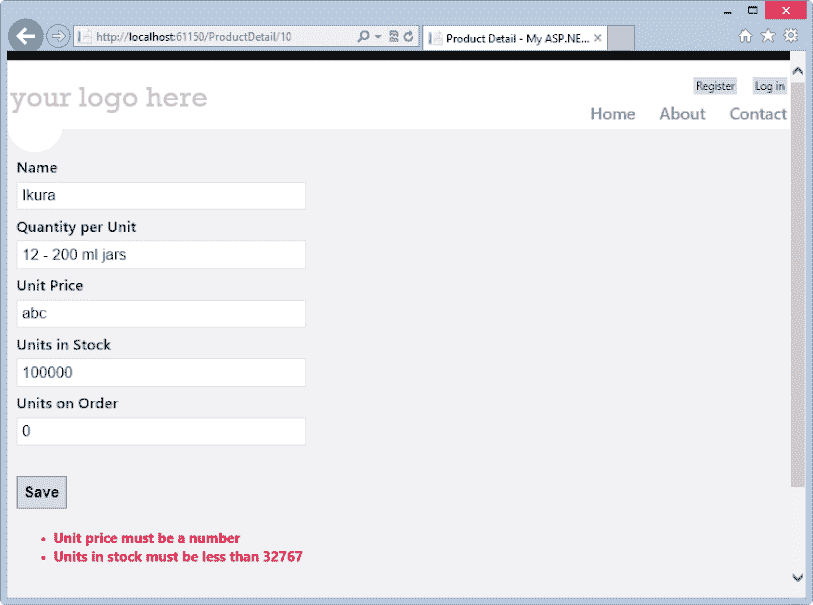 http://localhost:61150/ProductDetail/10
Product Detail - My ASP.NE...
Register Log in
your logo here
Home About Contact
Name
Ikura
Quantity per Unit
12 - 200 ml jars
Unit Price
abc
Units in Stock
100000
Units on Order
0
Save
Unit price must be a number
Units in stock must be less than 32767